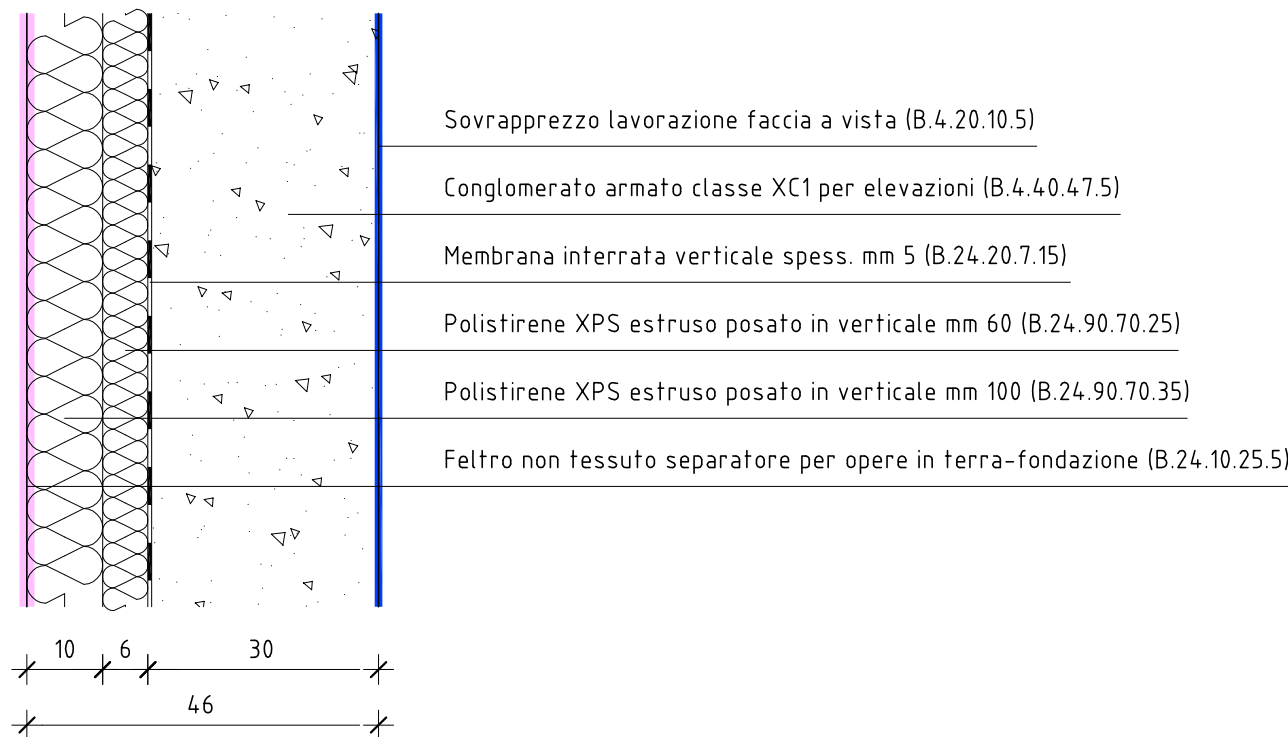 Sovrapprezzo lavorazione faccia a vista (B.4.20.10.5)
Conglomerato armato classe XC1 per elevazioni (B.4.40.47.5)
Membrana interrata verticale spess. mm 5 (B.24.20.7.15)
Polistirene XPS estruso posato in verticale mm 60 (B.24.90.70.25)
Polistirene XPS estruso posato in verticale mm 100 (B.24.90.70.35)
Feltro non tessuto separatore per opere in terra-fondazione (B.24.10.25.5)
10 6 30
46